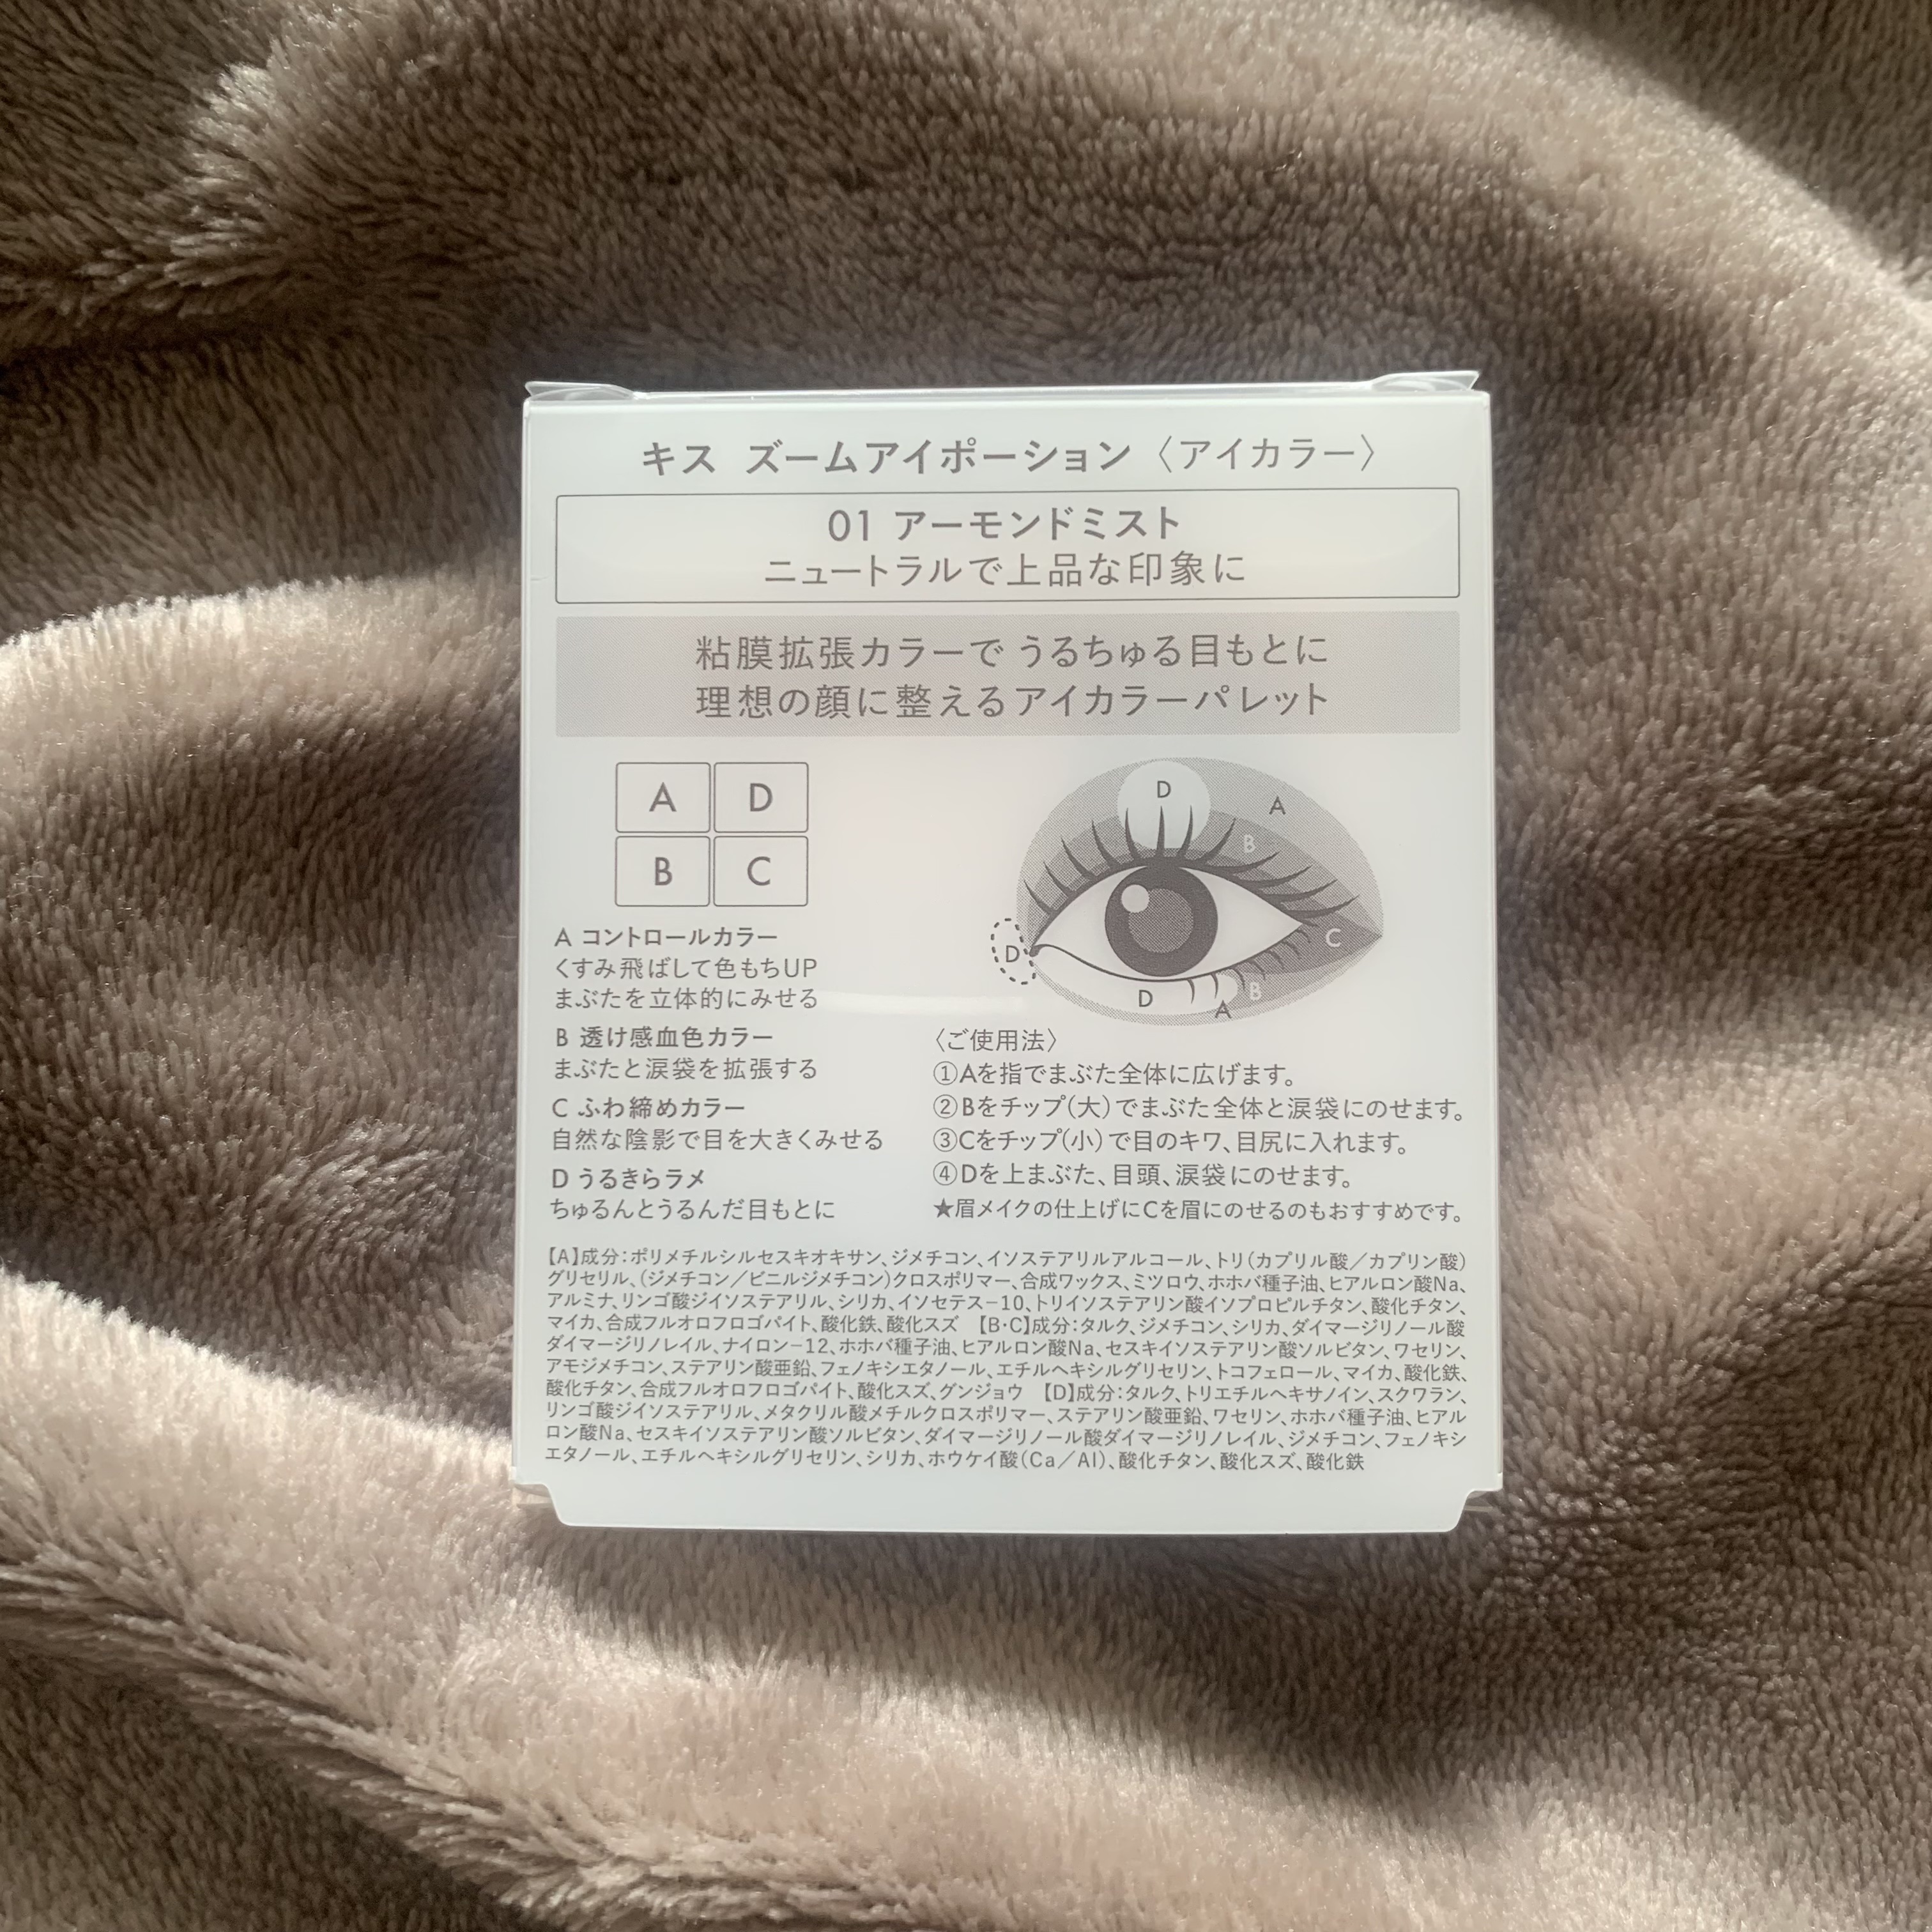 キス ズームアイポーション〈アイカラー〉
01 アーモンドミスト
ニュートラルで上品な印象に
粘膜拡張カラーで うるちゅる目もとに
理想の顔に整えるアイカラーパレット
A D
B C
D
A
B
C
D
D
B
A
A コントロールカラー
くすみ飛ばして色もちUP
まぶたを立体的にみせる
B 透け感血色カラー
まぶたと涙袋を拡張する
C ふわ締めカラー
自然な陰影で目を大きくみせる
D うるきらラメ
ちゅるんとうるんだ目もとに
〈ご使用法〉
①Aを指でまぶた全体に広げます。
②Bをチップ(大)でまぶた全体と涙袋にのせます。
③Cをチップ(小)で目のキワ、目尻に入れます。
④Dを上まぶた、目頭、涙袋にのせます。
★眉メイクの仕上げにCを眉にのせるのもおすすめです。
【A】成分:ポリメチルシルセスキオキサン、ジメチコン、イソステアリルアルコール、トリ(カプリル酸/カプリン酸)
グリセリル、(ジメチコン/ビニルジメチコン)クロスポリマー、合成ワックス、ミツロウ、ホホバ種子油、ヒアルロン酸Na、
アルミナ、リンゴ酸ジイソステアリル、シリカ、イソセテス-10、トリイソステアリン酸イソプロピルチタン、酸化チタン、
マイカ、合成フルオロフロゴパイト、酸化鉄、酸化スズ 【B・C】成分:タルク、ジメチコン、シリカ、ダイマージリノール酸
ダイマージリノレイル、ナイロン-12、ホホバ種子油、ヒアルロン酸Na、セスキイソステアリン酸ソルビタン、ワセリン、
アモジメチコン、ステアリン酸亜鉛、フェノキシエタノール、エチルヘキシルグリセリン、トコフェロール、マイカ、酸化鉄、
酸化チタン、合成フルオロフロゴパイト、酸化スズ、グンジョウ 【D】成分:タルク、トリエチルヘキサノイン、スクワラン、
リンゴ酸ジイソステアリル、メタクリル酸メチルクロスポリマー、ステアリン酸亜鉛、ワセリン、ホホバ種子油、ヒアル
ロン酸Na、セスキイソステアリン酸ソルビタン、ダイマージリノール酸ダイマージリノレイル、ジメチコン、フェノキシ
エタノール、エチルヘキシルグリセリン、シリカ、ホウケイ酸(Ca/Al)、酸化チタン、酸化スズ、酸化鉄